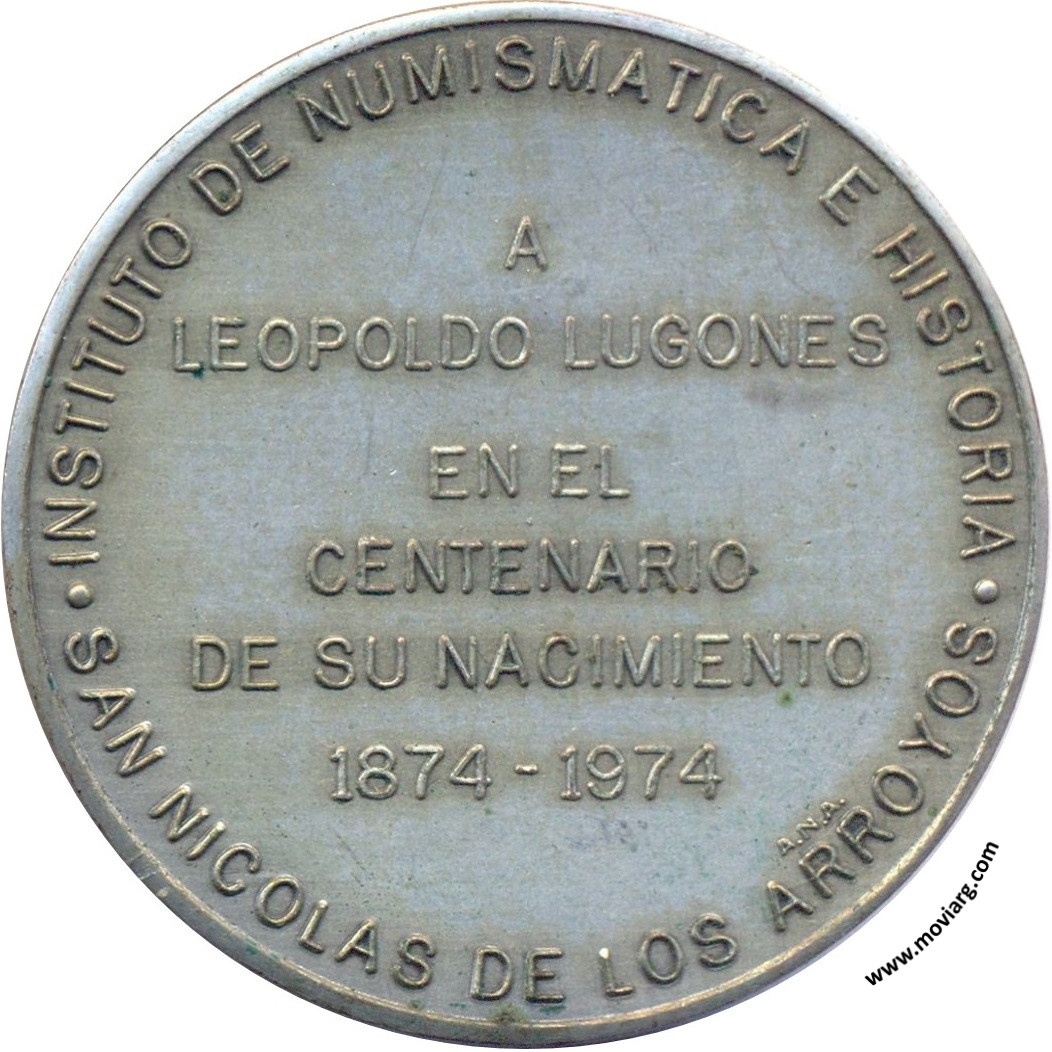 INSTITUTO DE NUMISMATICA E HISTORIA
A
LEOPOLDO LUGONES
EN EL
CENTENARIO
DE SU NACIMIENTO
1874 - 1974
A.N.A.
• SAN NICOLAS DE LOS ARROYOS •
www.moviarg.com